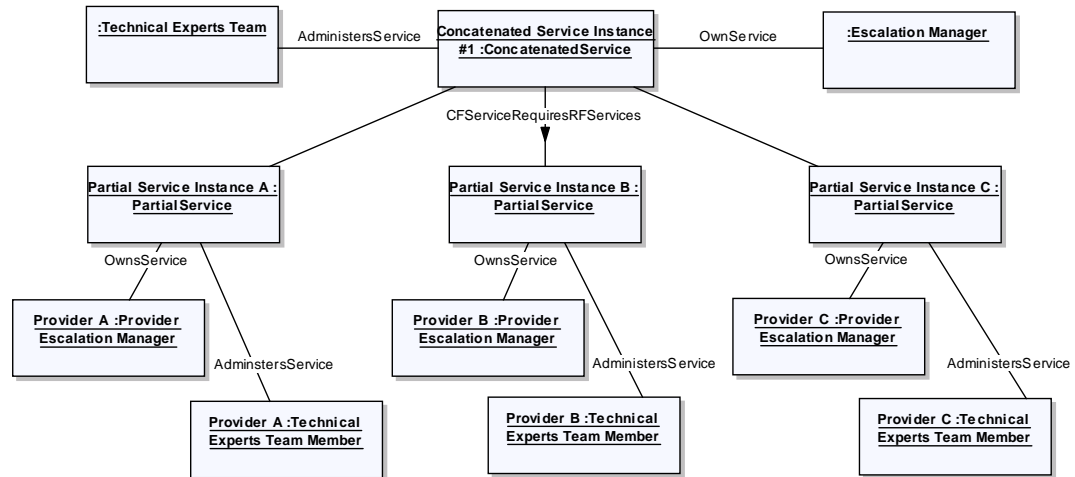 :Technical Experts Team
AdministersService
Concatenated Service Instance
#1 :ConcatenatedService
OwnService
:Escalation Manager
CFServiceRequiresRFServices
Partial Service Instance A :
PartialService
Partial Service Instance B :
PartialService
Partial Service Instance C :
PartialService
OwnsService
OwnsService
OwnsService
Provider A :Provider
Escalation Manager
Provider B :Provider
Escalation Manager
Provider C :Provider
Escalation Manager
AdminstersService
AdministersService
AdministersService
Provider A :Technical
Experts Team Member
Provider B :Technical
Experts Team Member
Provider C :Technical
Experts Team Member